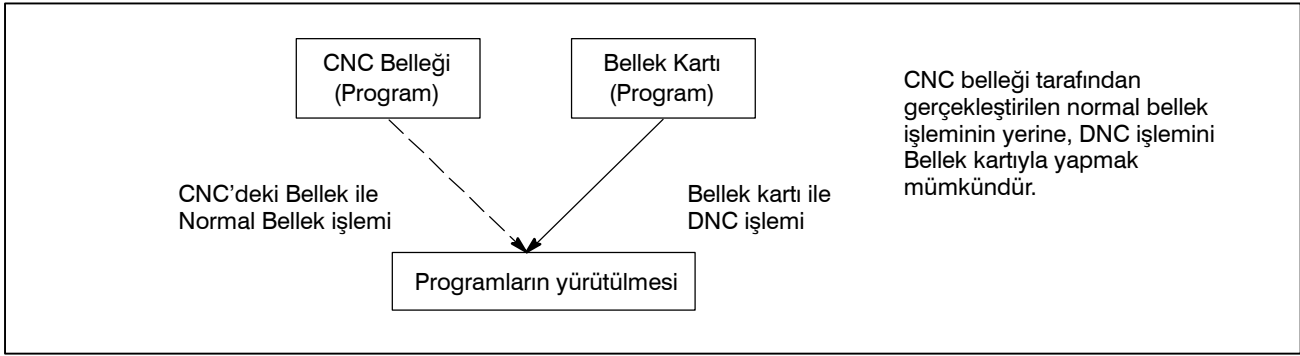 CNC Belleği
(Program)
Bellek Kartı
(Program)
CNC belleği tarafından
gerçekleştirilen normal bellek
işleminin yerine, DNC işlemini
Bellek kartıyla yapmak
mümkündür.
CNC’deki Bellek ile
Normal Bellek işlemi
Bellek kartı ile
DNC işlemi
Programların yürütülmesi